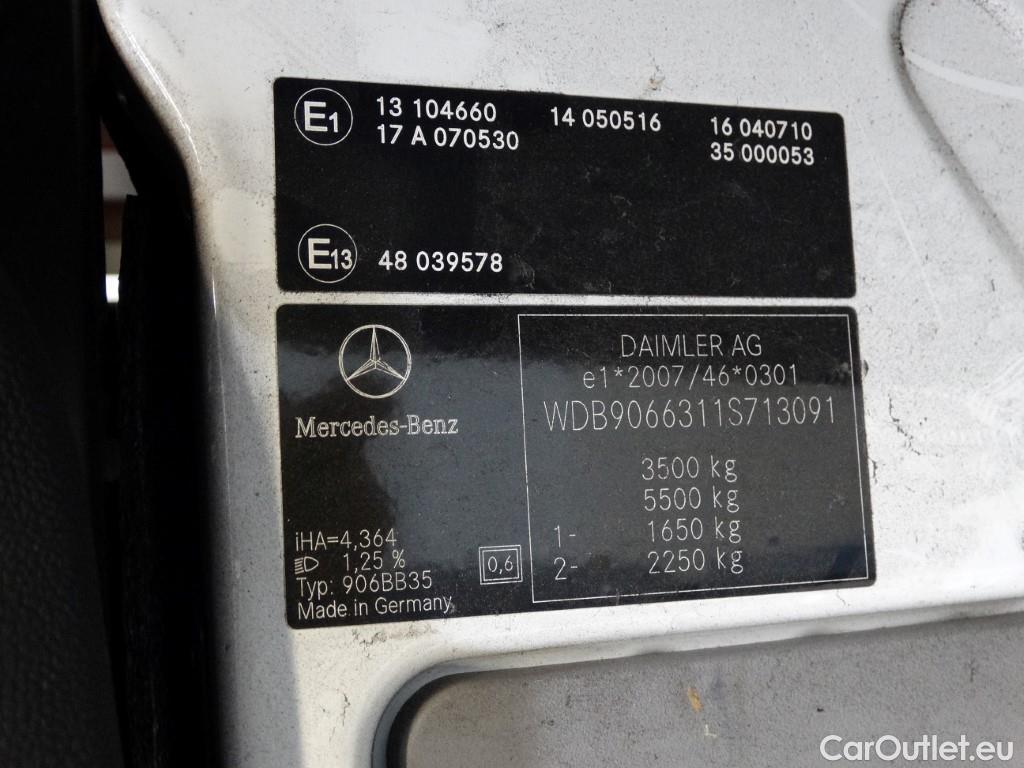 E1 13 104660 14 050516 16 040710
17 A 070530 35 000053
E13 48 039578
Mercedes-Benz
DAIMLER AG
e1*2007/46*0301
WDB9066311S713091
3500 kg
5500 kg
1- 1650 kg
2- 2250 kg
iHA=4,364
1,25 %
Typ: 906BB35
Made in Germany
0,6
CarOutlet.eu